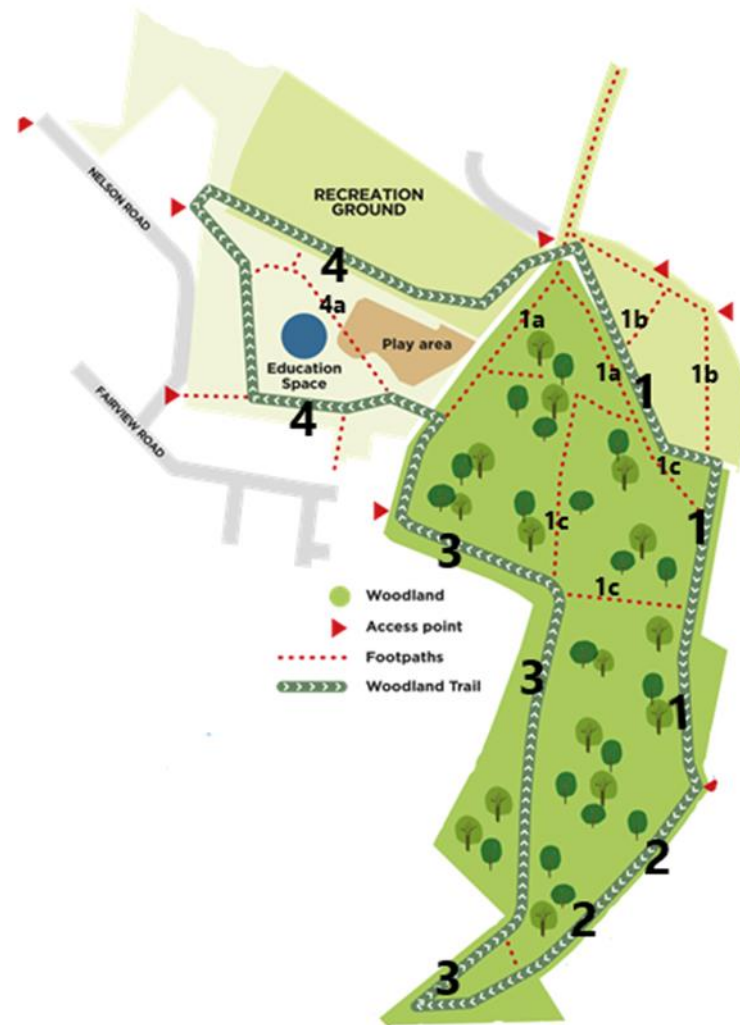 NELSON ROAD
RECREATION
GROUND
4
4a
Play area
1a
1b
1b
Education
Space
1a
1
FAIRVIEW ROAD
4
1c
1
1c
3
1c
Woodland
Access point
Footpaths
Woodland Trail
3
1
2
2
3